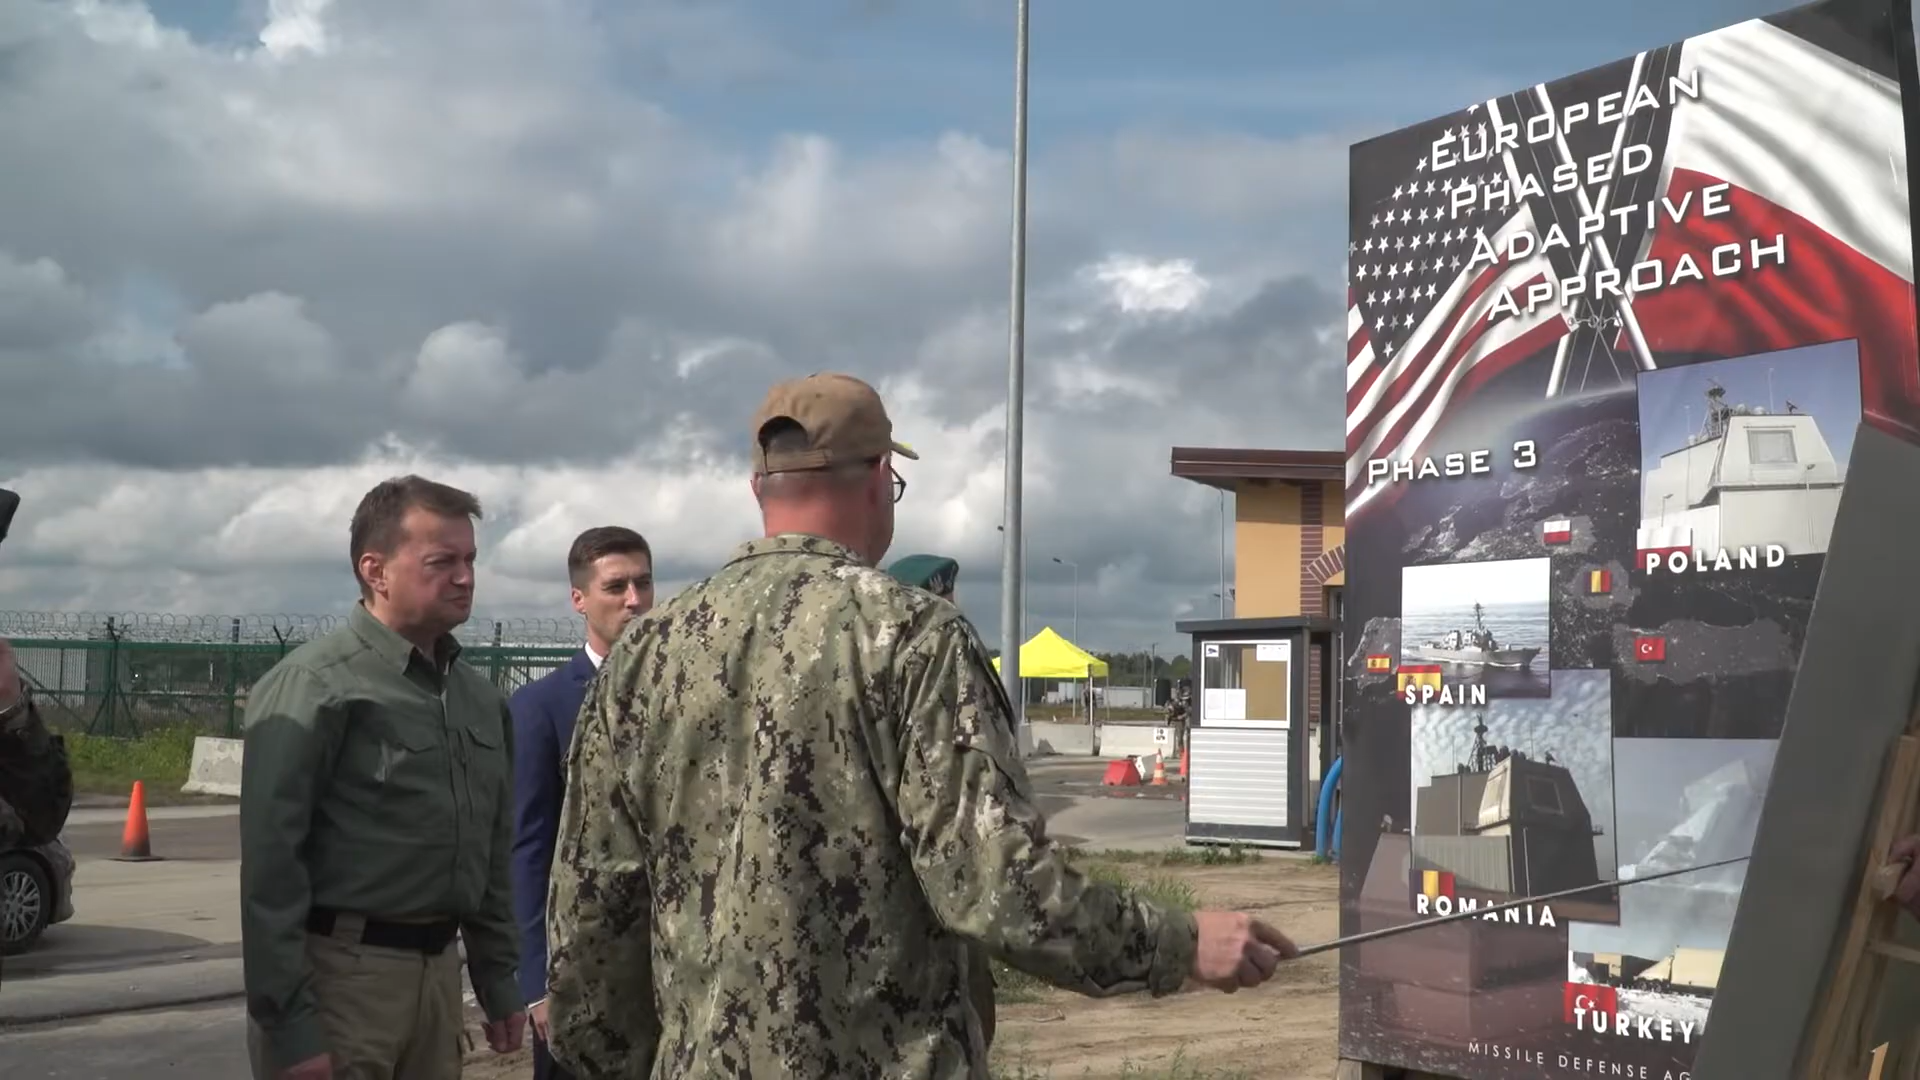 EUROPEAN
PHASED
ADAPTIVE
APPROACH
PHASE 3
POLAND
SPAIN
ROMANIA
TURKEY
MISSILE DEFENSE AG